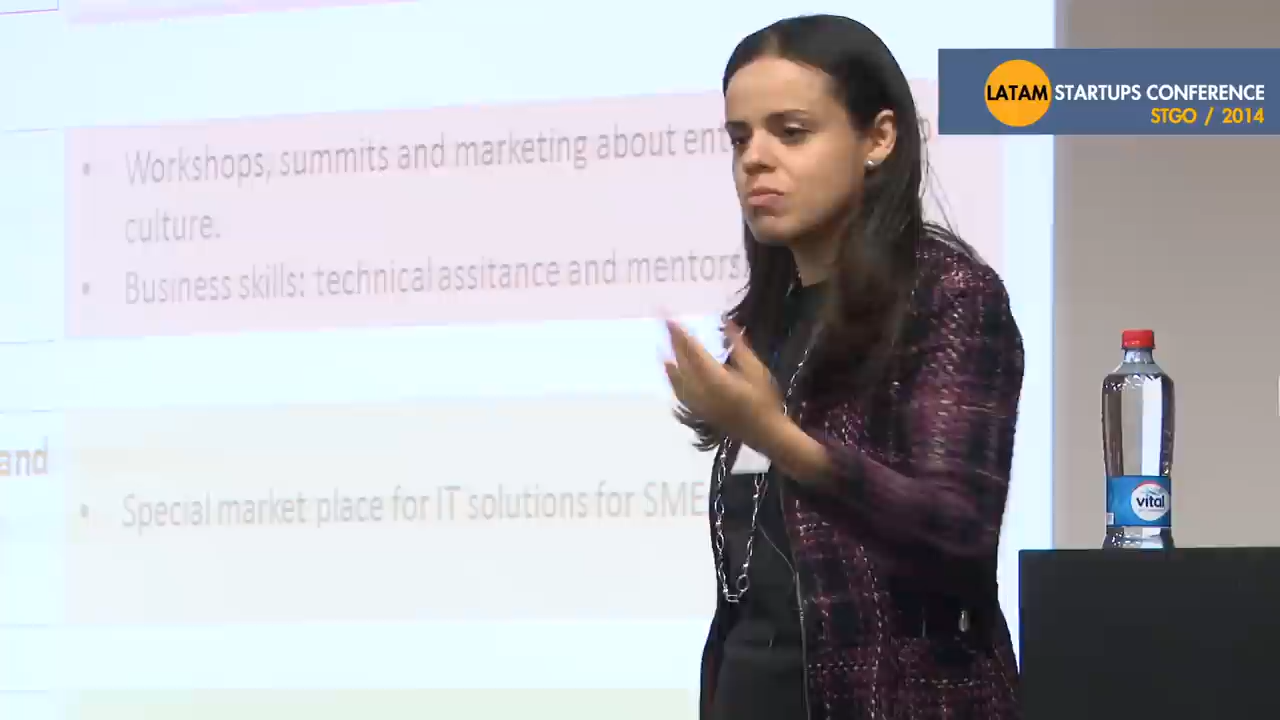 LATAM STARTUPS CONFERENCE
STGO / 2014
• Workshops, summits and marketing about ent
culture.
• Business skills: technical assitance and mentors
and
• Special market place for IT solutions for SME
vital